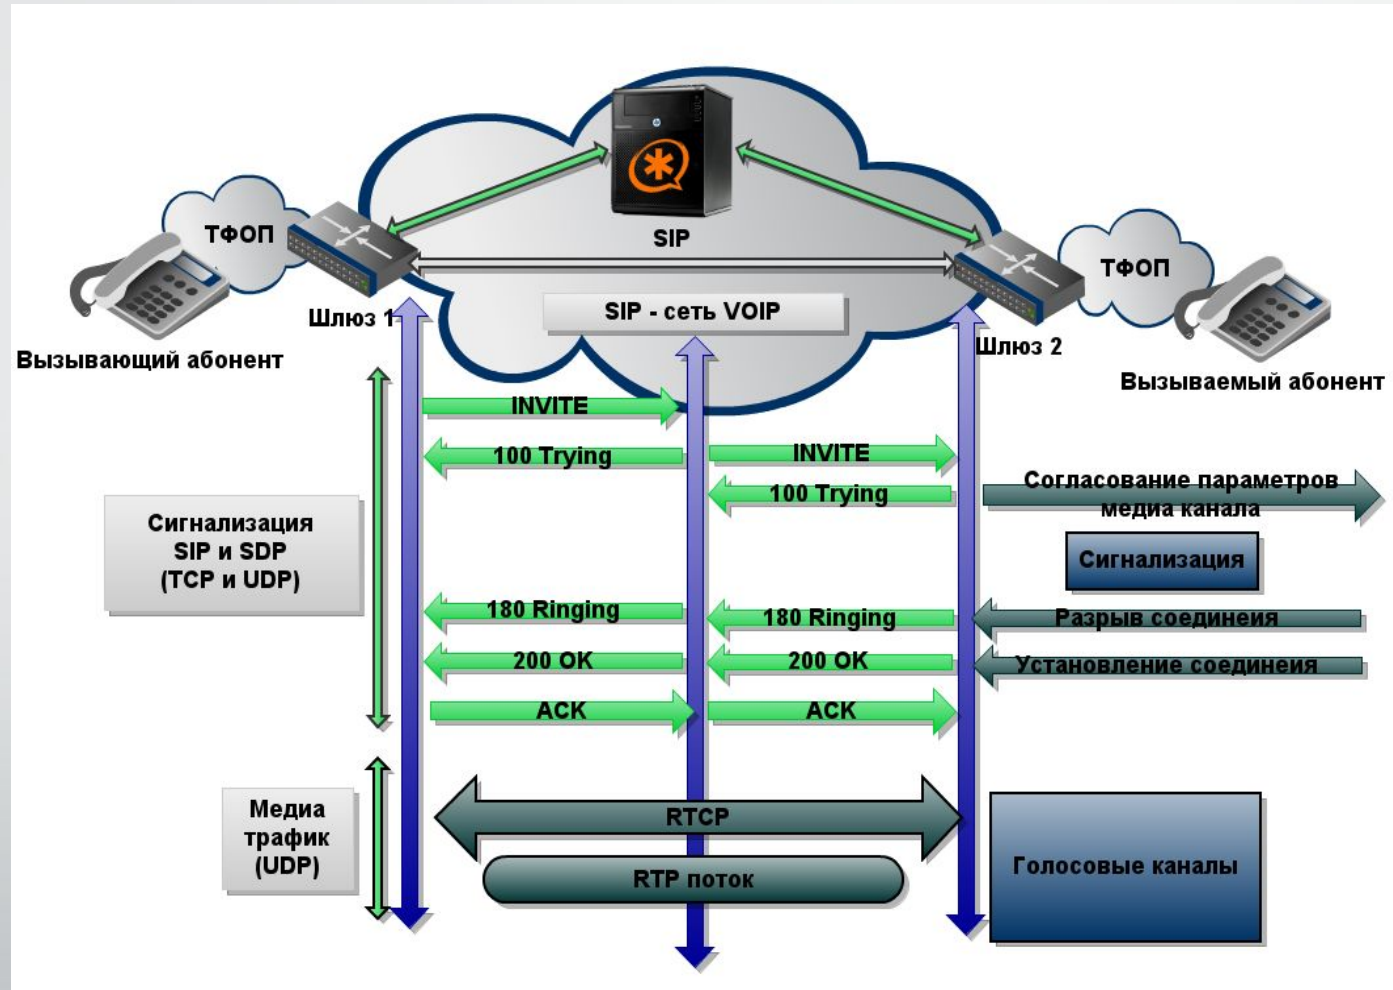 SIP
ТФОП
ТФОП
SIP - сеть VOIP
Шлюз 1
Шлюз 2
Вызывающий абонент
Вызываемый абонент
INVITE
100 Trying
INVITE
100 Trying
Согласование параметров
медиа канала
Сигнализация
SIP и SDP
(TCP и UDP)
Сигнализация
180 Ringing
180 Ringing
Разрыв соединеия
200 OK
200 OK
Установление соединеия
ACK
ACK
Медиа
трафик
(UDP)
RTCP
RTP поток
Голосовые каналы